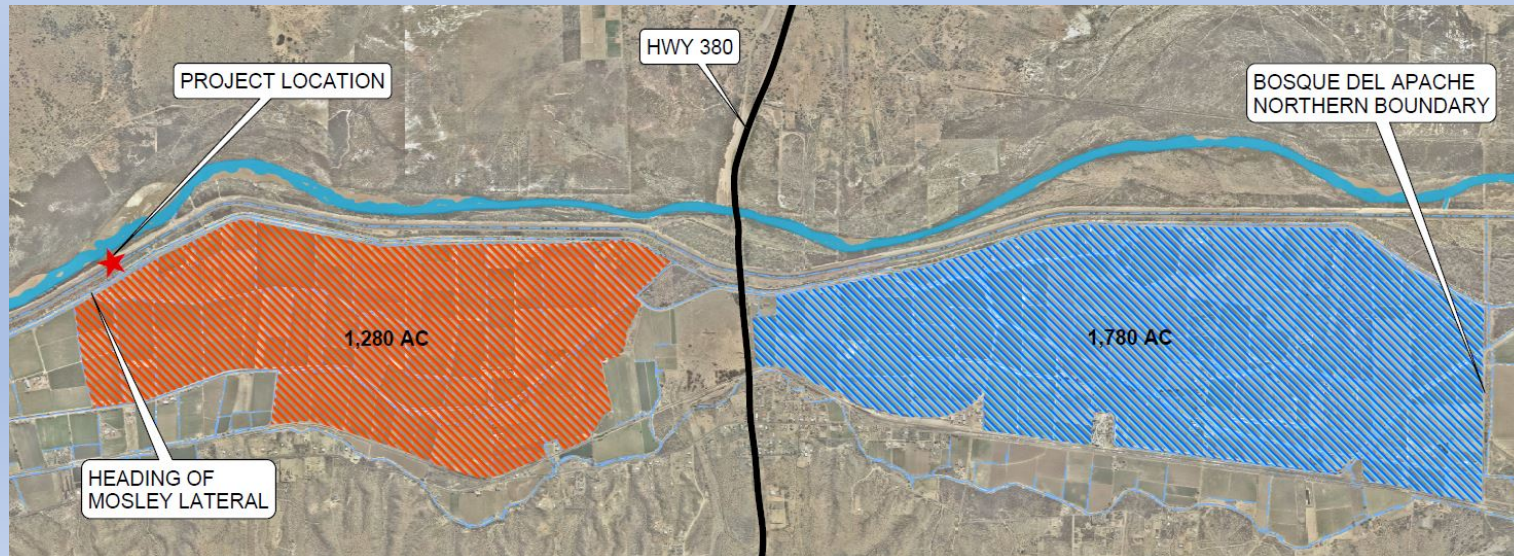 PROJECT LOCATION
HWY 380
BOSQUE DEL APACHE
NORTHERN BOUNDARY
1,280 AC
1,780 AC
HEADING OF
MOSLEY LATERAL